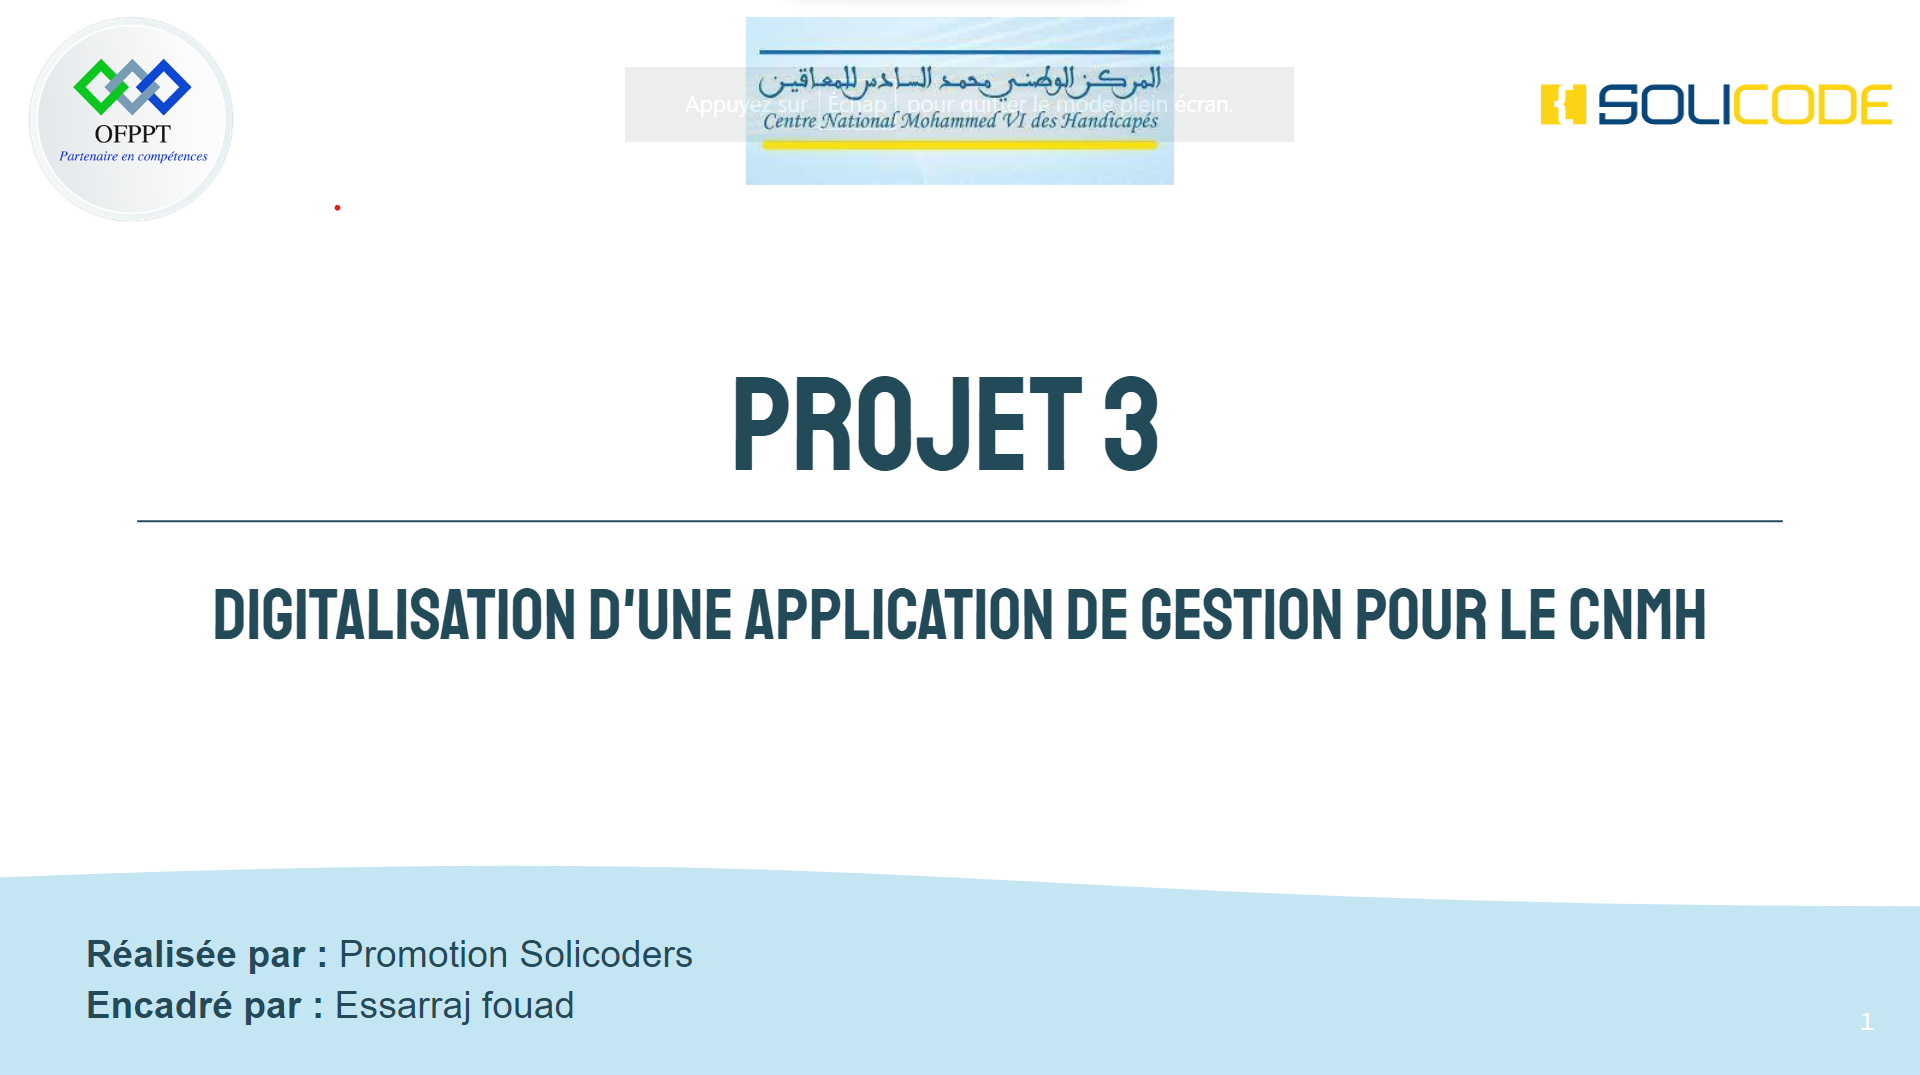 OFPPT
Partenaire en compétences
المركز الوطني محمد السادس للمعاقين
Centre National Mohammed VI des Handicapés
Appuyez sur Échap pour quitter le mode plein écran.
SOLICODE
PROJET 3
DIGITALISATION D'UNE APPLICATION DE GESTION POUR LE CNMH
Réalisée par : Promotion Solicoders
Encadré par : Essarraj fouad
1